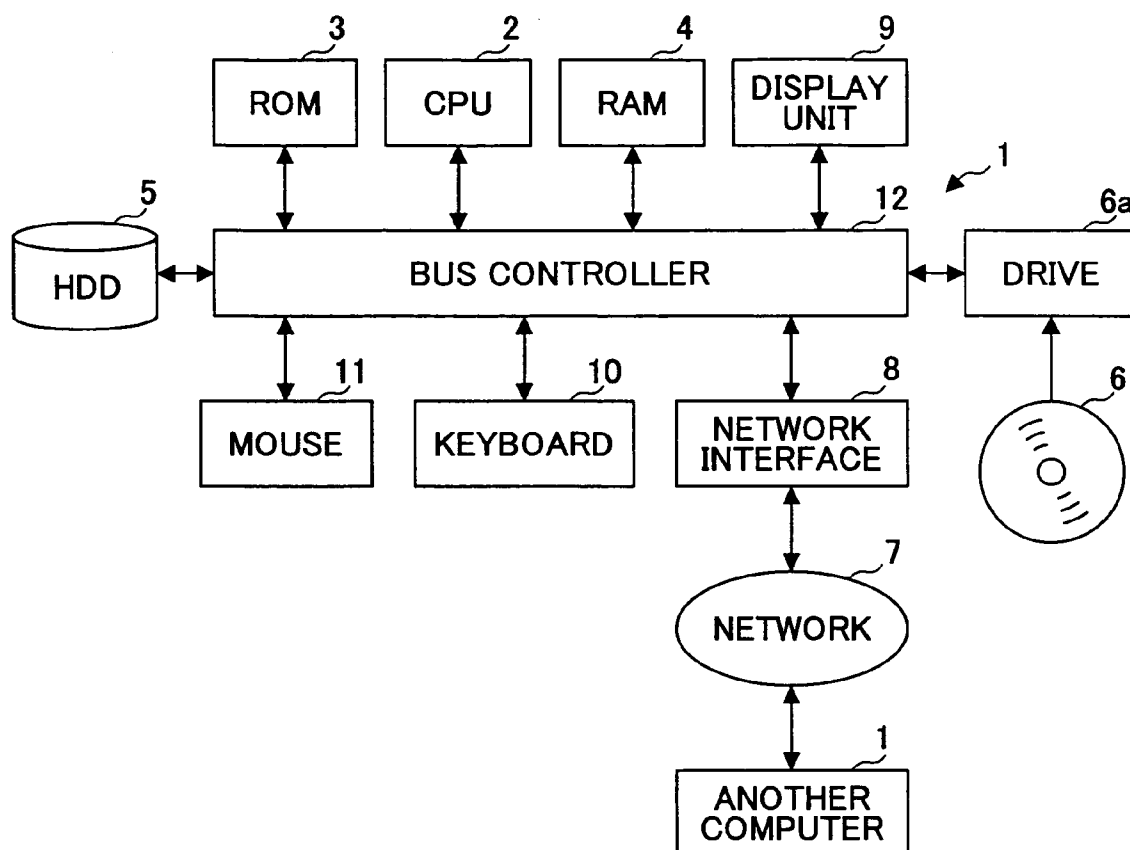 3
2
4
9
ROM
CPU
RAM
DISPLAY
UNIT
1
5
12
6a
HDD
BUS CONTROLLER
DRIVE
11
10
8
6
MOUSE
KEYBOARD
NETWORK
INTERFACE
7
NETWORK
1
ANOTHER
COMPUTER